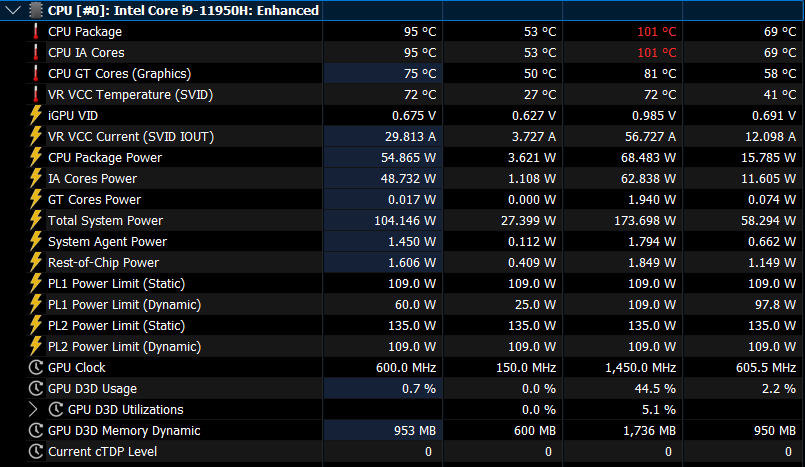 CPU [#0]: Intel Core i9-11950H: Enhanced
CPU Package 95 °C 53 °C 101 °C 69 °C
CPU IA Cores 95 °C 53 °C 101 °C 69 °C
CPU GT Cores (Graphics) 75 °C 50 °C 81 °C 58 °C
VR VCC Temperature (SVID) 72 °C 27 °C 72 °C 41 °C
iGPU VID 0.675 V 0.627 V 0.985 V 0.691 V
VR VCC Current (SVID IOUT) 29.813 A 3.727 A 56.727 A 12.098 A
CPU Package Power 54.865 W 3.621 W 68.483 W 15.785 W
IA Cores Power 48.732 W 1.108 W 62.838 W 11.605 W
GT Cores Power 0.017 W 0.000 W 1.940 W 0.074 W
Total System Power 104.146 W 27.399 W 173.698 W 58.294 W
System Agent Power 1.450 W 0.112 W 1.794 W 0.662 W
Rest-of-Chip Power 1.606 W 0.409 W 1.849 W 1.149 W
PL1 Power Limit (Static) 109.0 W 109.0 W 109.0 W 109.0 W
PL1 Power Limit (Dynamic) 60.0 W 25.0 W 109.0 W 97.8 W
PL2 Power Limit (Static) 135.0 W 135.0 W 135.0 W 135.0 W
PL2 Power Limit (Dynamic) 109.0 W 109.0 W 109.0 W 109.0 W
GPU Clock 600.0 MHz 150.0 MHz 1,450.0 MHz 605.5 MHz
GPU D3D Usage 0.7 % 0.0 % 44.5 % 2.2 %
GPU D3D Utilizations 0.0 % 5.1 %
GPU D3D Memory Dynamic 953 MB 600 MB 1,736 MB 950 MB
Current cTDP Level 0 0 0 0